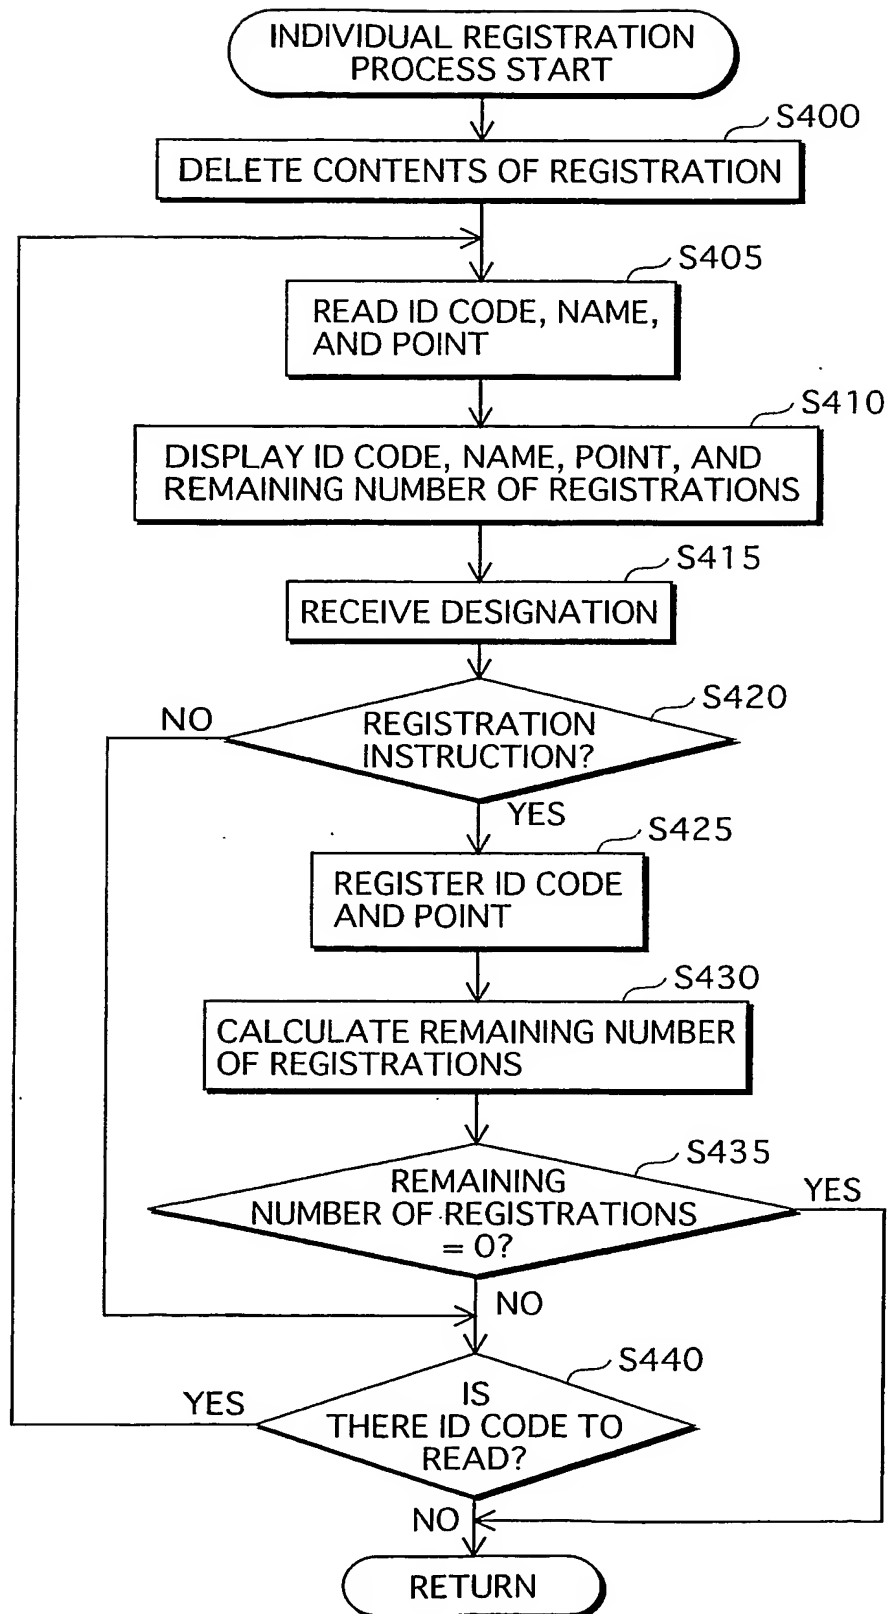 INDIVIDUAL REGISTRATION
PROCESS START
S400
DELETE CONTENTS OF REGISTRATION
S405
READ ID CODE, NAME,
AND POINT
S410
DISPLAY ID CODE, NAME, POINT, AND
REMAINING NUMBER OF REGISTRATIONS
S415
RECEIVE DESIGNATION
S420
NO
REGISTRATION
INSTRUCTION?
YES
S425
REGISTER ID CODE
AND POINT
S430
CALCULATE REMAINING NUMBER
OF REGISTRATIONS
S435
REMAINING
NUMBER OF REGISTRATIONS
= 0?
YES
NO
S440
YES
IS
THERE ID CODE TO
READ?
NO
RETURN